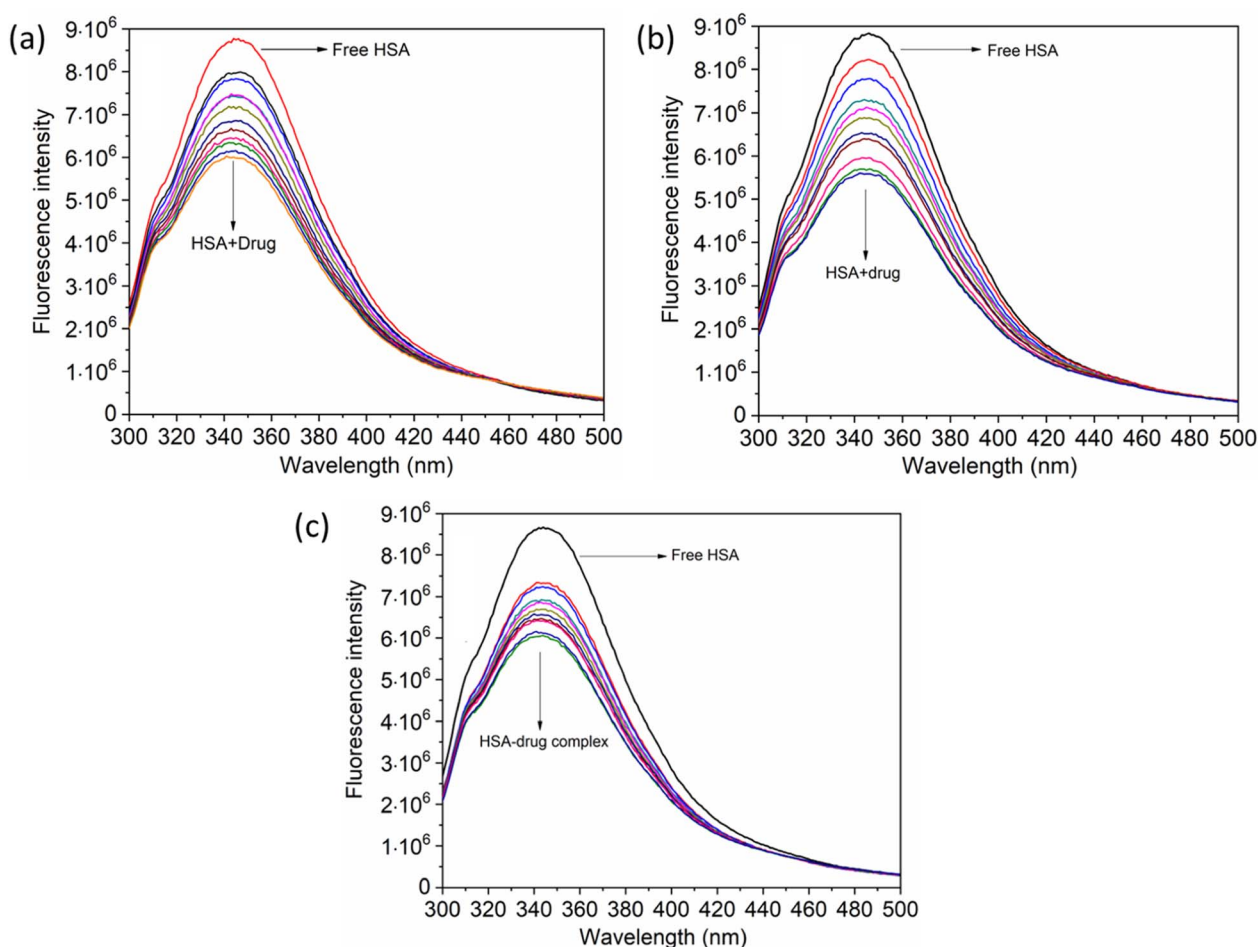 (a)
Fluorescence intensity
9·10⁶
8·10⁶
7·10⁶
6·10⁶
5·10⁶
4·10⁶
3·10⁶
2·10⁶
1·10⁶
0
Free HSA
HSA+Drug
300 320 340 360 380 400 420 440 460 480 500
Wavelength (nm)
(b)
Fluorescence intensity
9·10⁶
8·10⁶
7·10⁶
6·10⁶
5·10⁶
4·10⁶
3·10⁶
2·10⁶
1·10⁶
0
Free HSA
HSA+drug
300 320 340 360 380 400 420 440 460 480 500
Wavelength (nm)
(c)
Fluorescence intensity
9·10⁶
8·10⁶
7·10⁶
6·10⁶
5·10⁶
4·10⁶
3·10⁶
2·10⁶
1·10⁶
0
Free HSA
HSA-drug complex
300 320 340 360 380 400 420 440 460 480 500
Wavelength (nm)